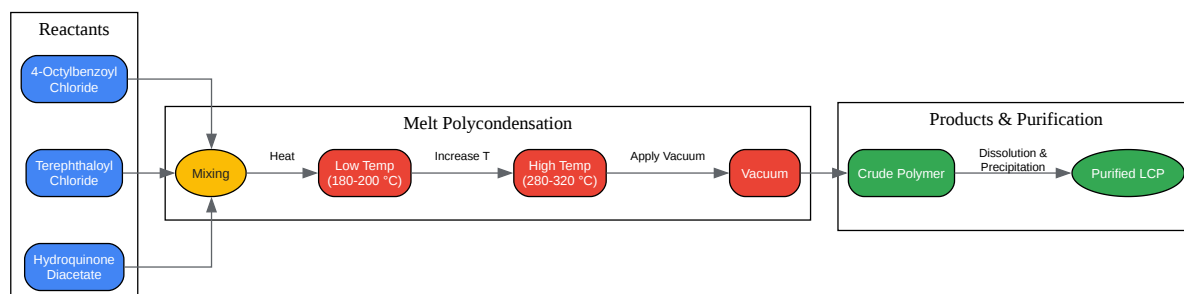 Reactants
4-Octylbenzoyl
Chloride
Terephthaloyl
Chloride
Hydroquinone
Diacetate
Melt Polycondensation
Mixing
Heat
Low Temp
(180-200 °C)
Increase T
High Temp
(280-320 °C)
Apply Vacuum
Vacuum
Products & Purification
Crude Polymer
Dissolution &
Precipitation
Purified LCP